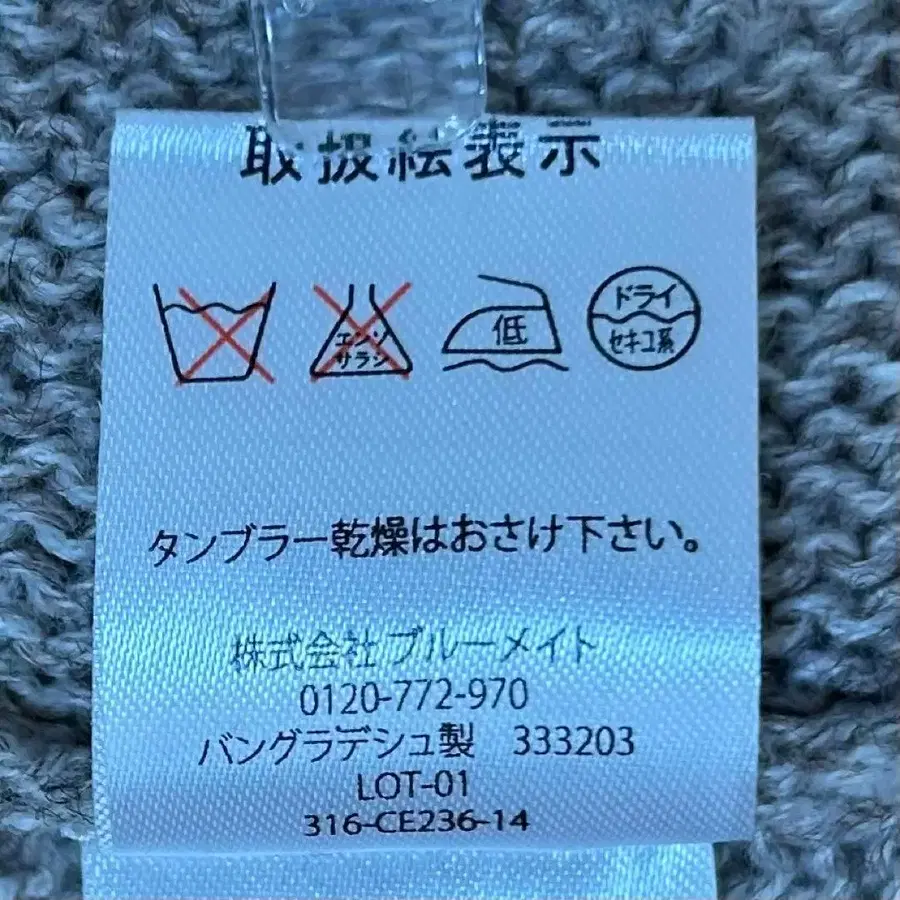 取扱絵表示
エンソ
サラシ
低
ドライ
セキユ系
タンブラー乾燥はおさけ下さい。
株式会社 ブルーメイト
0120-772-970
バングラデシュ製 333203
LOT-01
316-CE236-14